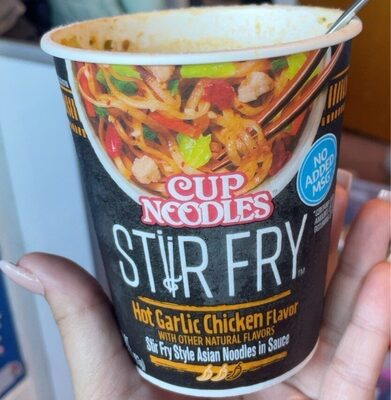 CUP
NOODLES
STIR FRY™
NO
ADDED
MSG*
Hot Garlic Chicken Flavor
WITH OTHER NATURAL FLAVORS
Stir Fry Style Asian Noodles in Sauce